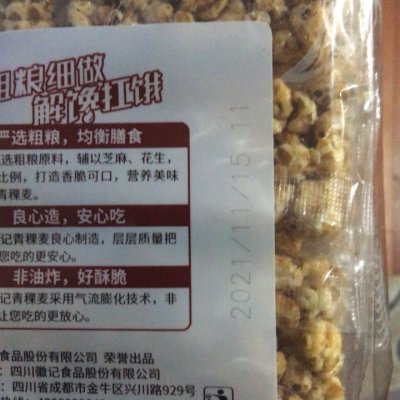 粗粮细做
解馋扛饿
严选粗粮，均衡膳食
选粗粮原料，辅以芝麻、花生，
比例，打造香脆可口，营养美味
青稞麦。
良心造，安心吃
记青稞麦良心制造，层层质量把
您吃的更安心。
非油炸，好酥脆
记青稞麦采用气流膨化技术，非
让您吃的更放心。
食品股份有限公司 荣誉出品
：四川徽记食品股份有限公司
：四川省成都市金牛区兴川路929号
2021/11/15 11